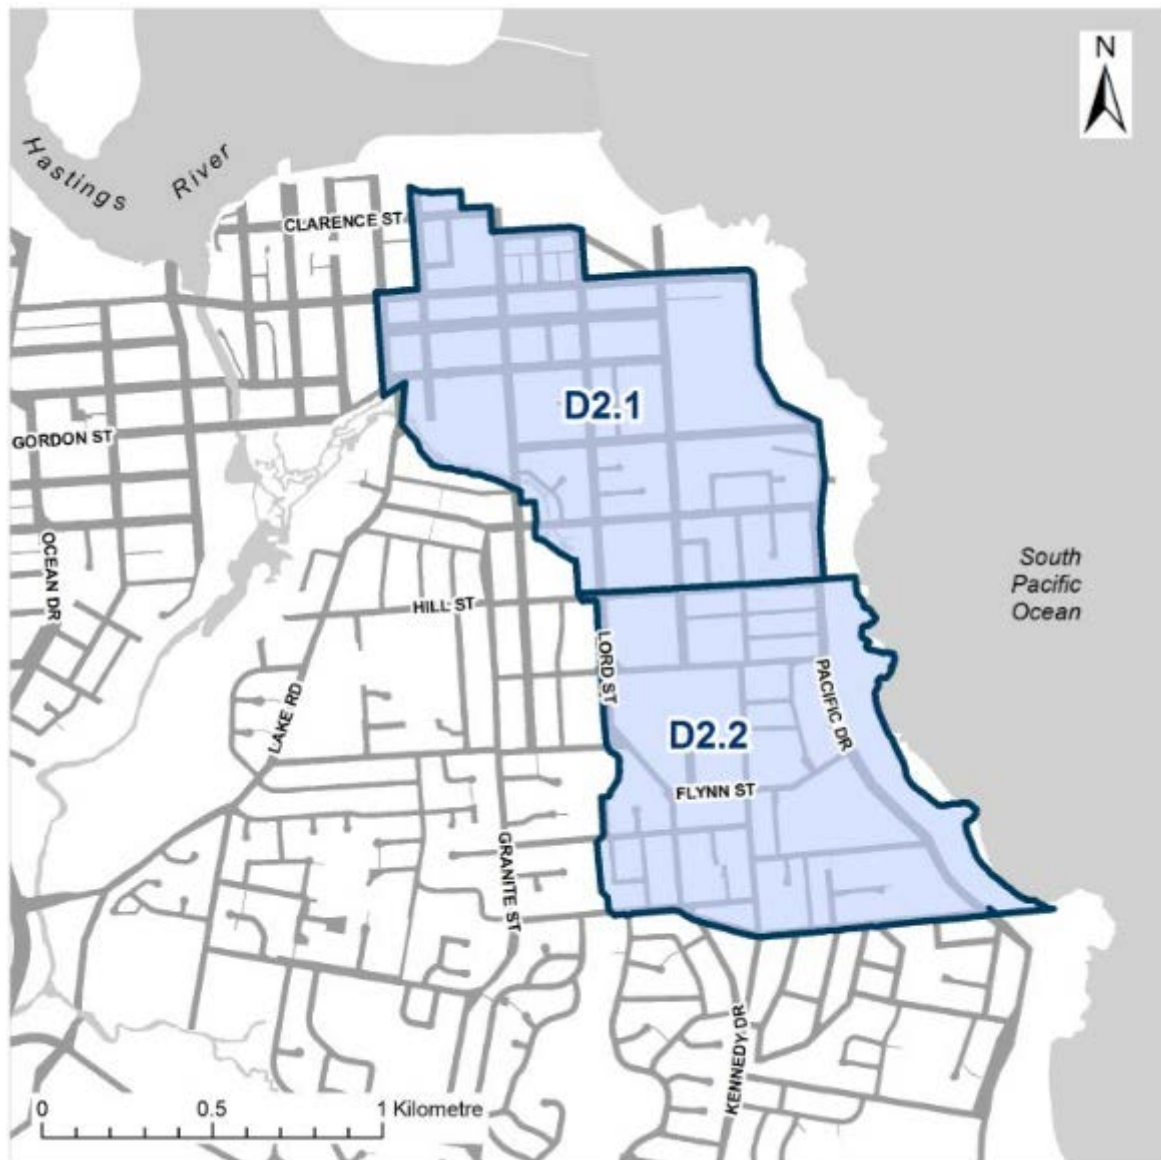 N
Hastings
River
CLARENCE ST
D2.1
GORDON ST
OCEAN DR
South
Pacific
Ocean
HILL ST
LORD ST
LAKE RD
PACIFIC DR
D2.2
FLYNN ST
GRANITE ST
KENNEDY DR
0 0.5 1 Kilometre